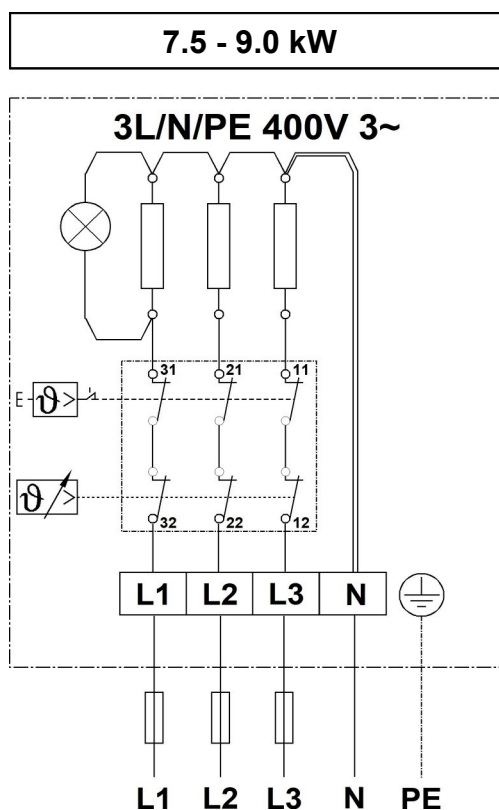 7.5 - 9.0 kW
3L/N/PE 400V 3~
31 21 11
E ϑ >
ϑ >
32 22 12
L1 L2 L3 N
L1 L2 L3 N PE